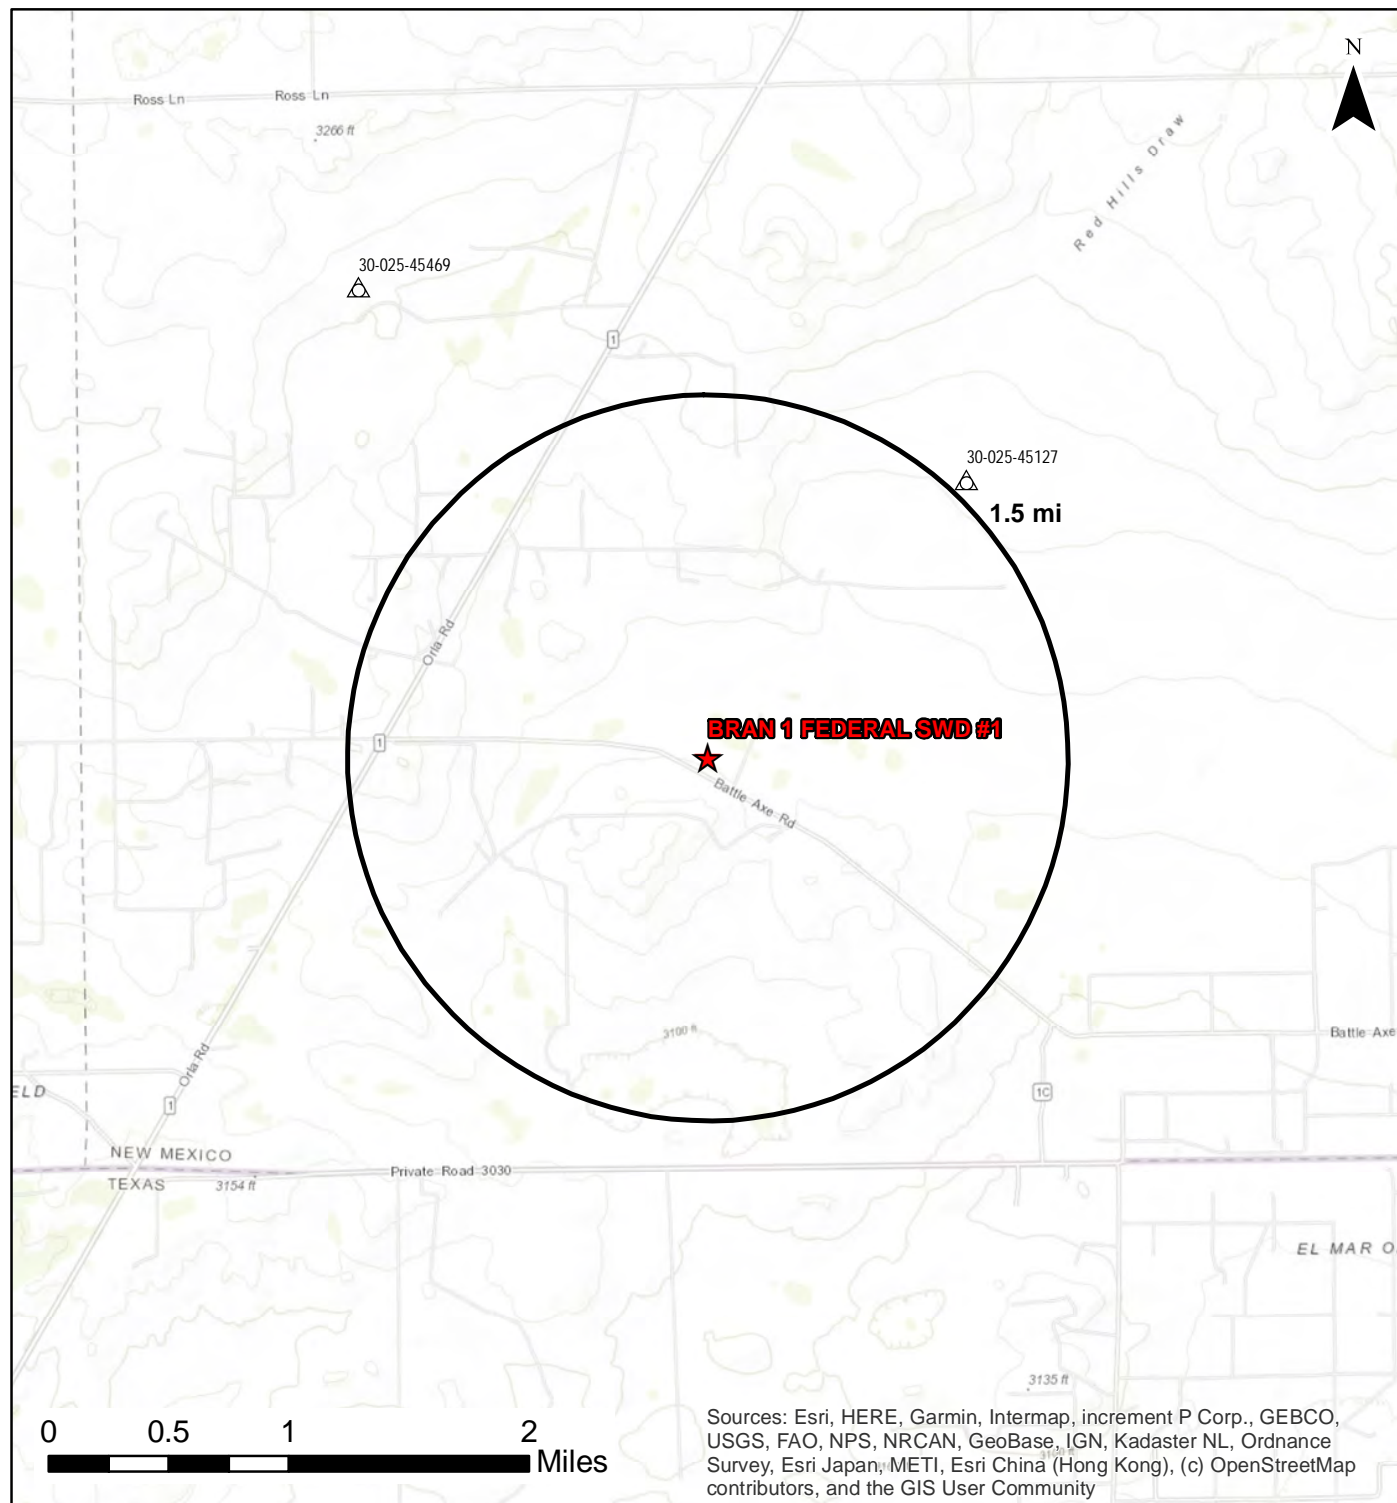 N
Ross Ln
Ross Ln
3266 ft
Red Hills Draw
30-025-45469
1
30-025-45127
1.5 mi
Orla Rd
BRAN 1 FEDERAL SWD #1
1
Battle Axe Rd
3100 ft
Battle Axe
Orla Rd
ELD
1C
1
NEW MEXICO
Private Road 3030
TEXAS
3154 ft
EL MAR O
3135 ft
0 0.5 1 2
Miles
Sources: Esri, HERE, Garmin, Intermap, increment P Corp., GEBCO,
USGS, FAO, NPS, NRCAN, GeoBase, IGN, Kadaster NL, Ordnance
Survey, Esri Japan, METI, Esri China (Hong Kong), (c) OpenStreetMap
contributors, and the GIS User Community